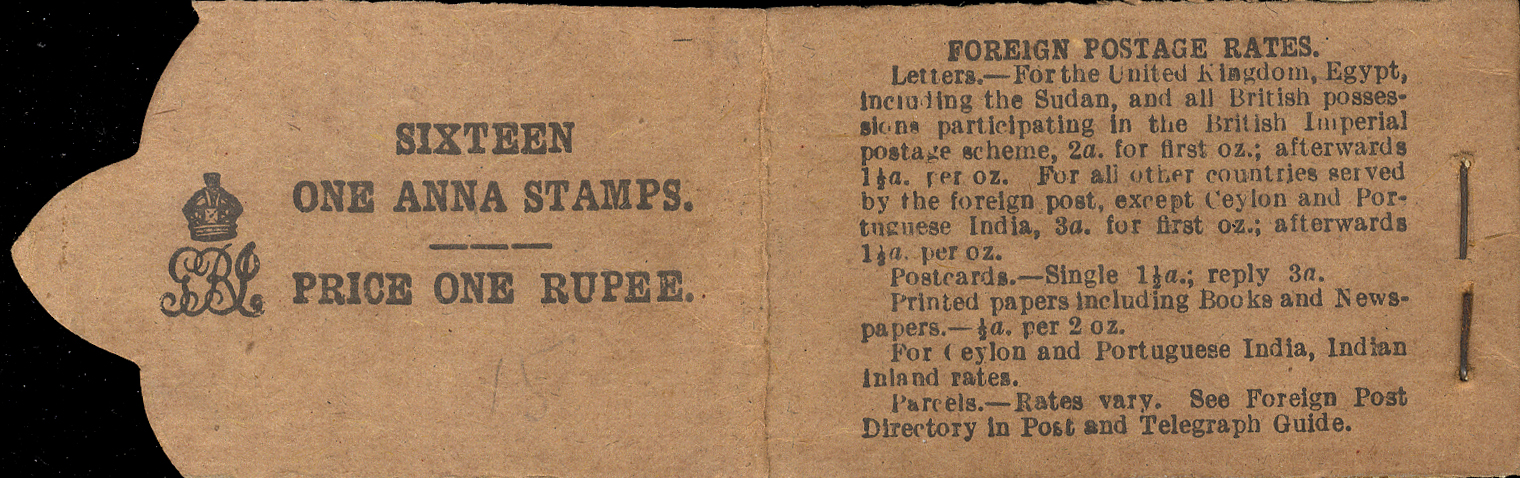 SIXTEEN
ONE ANNA STAMPS.
PRICE ONE RUPEE.
GRI
FOREIGN POSTAGE RATES.
Letters.—For the United Kingdom, Egypt,
including the Sudan, and all British posses-
sions participating in the British Imperial
postage scheme, 2a. for first oz.; afterwards
1½a. per oz. For all other countries served
by the foreign post, except Ceylon and Por-
tuguese India, 3a. for first oz.; afterwards
1½a. per oz.
Postcards.—Single 1½a.; reply 3a.
Printed papers including Books and News-
papers.—½a. per 2 oz.
For Ceylon and Portuguese India, Indian
inland rates.
Parcels.—Rates vary. See Foreign Post
Directory in Post and Telegraph Guide.